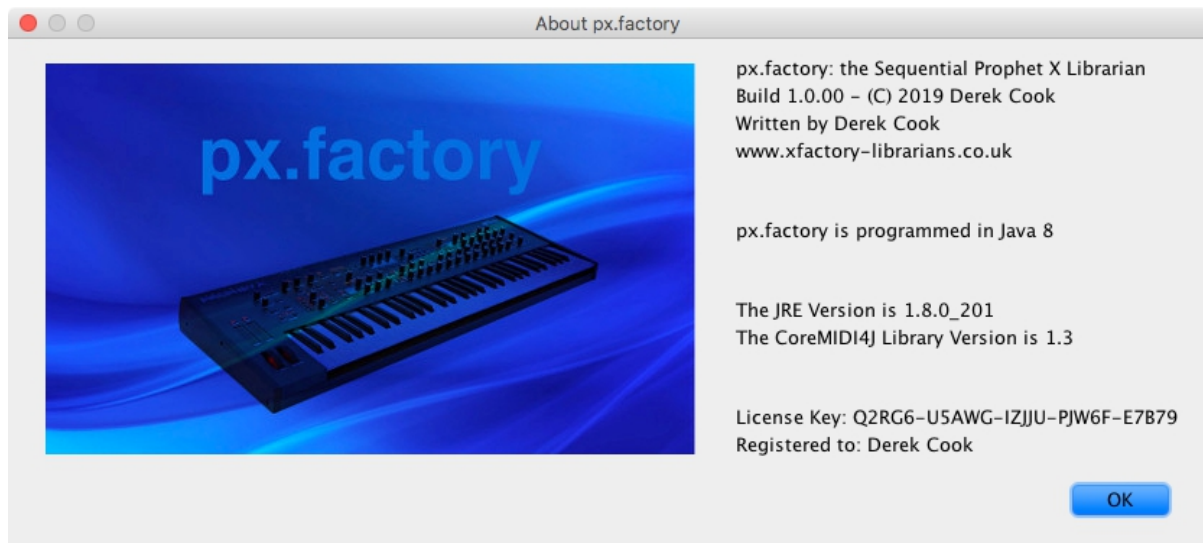 About px.factory
px.factory
px.factory: the Sequential Prophet X Librarian
Build 1.0.00 – (C) 2019 Derek Cook
Written by Derek Cook
www.xfactory-librarians.co.uk
px.factory is programmed in Java 8
The JRE Version is 1.8.0_201
The CoreMIDI4J Library Version is 1.3
License Key: Q2RG6-U5AWG-IZJJU-PJW6F-E7B79
Registered to: Derek Cook
OK